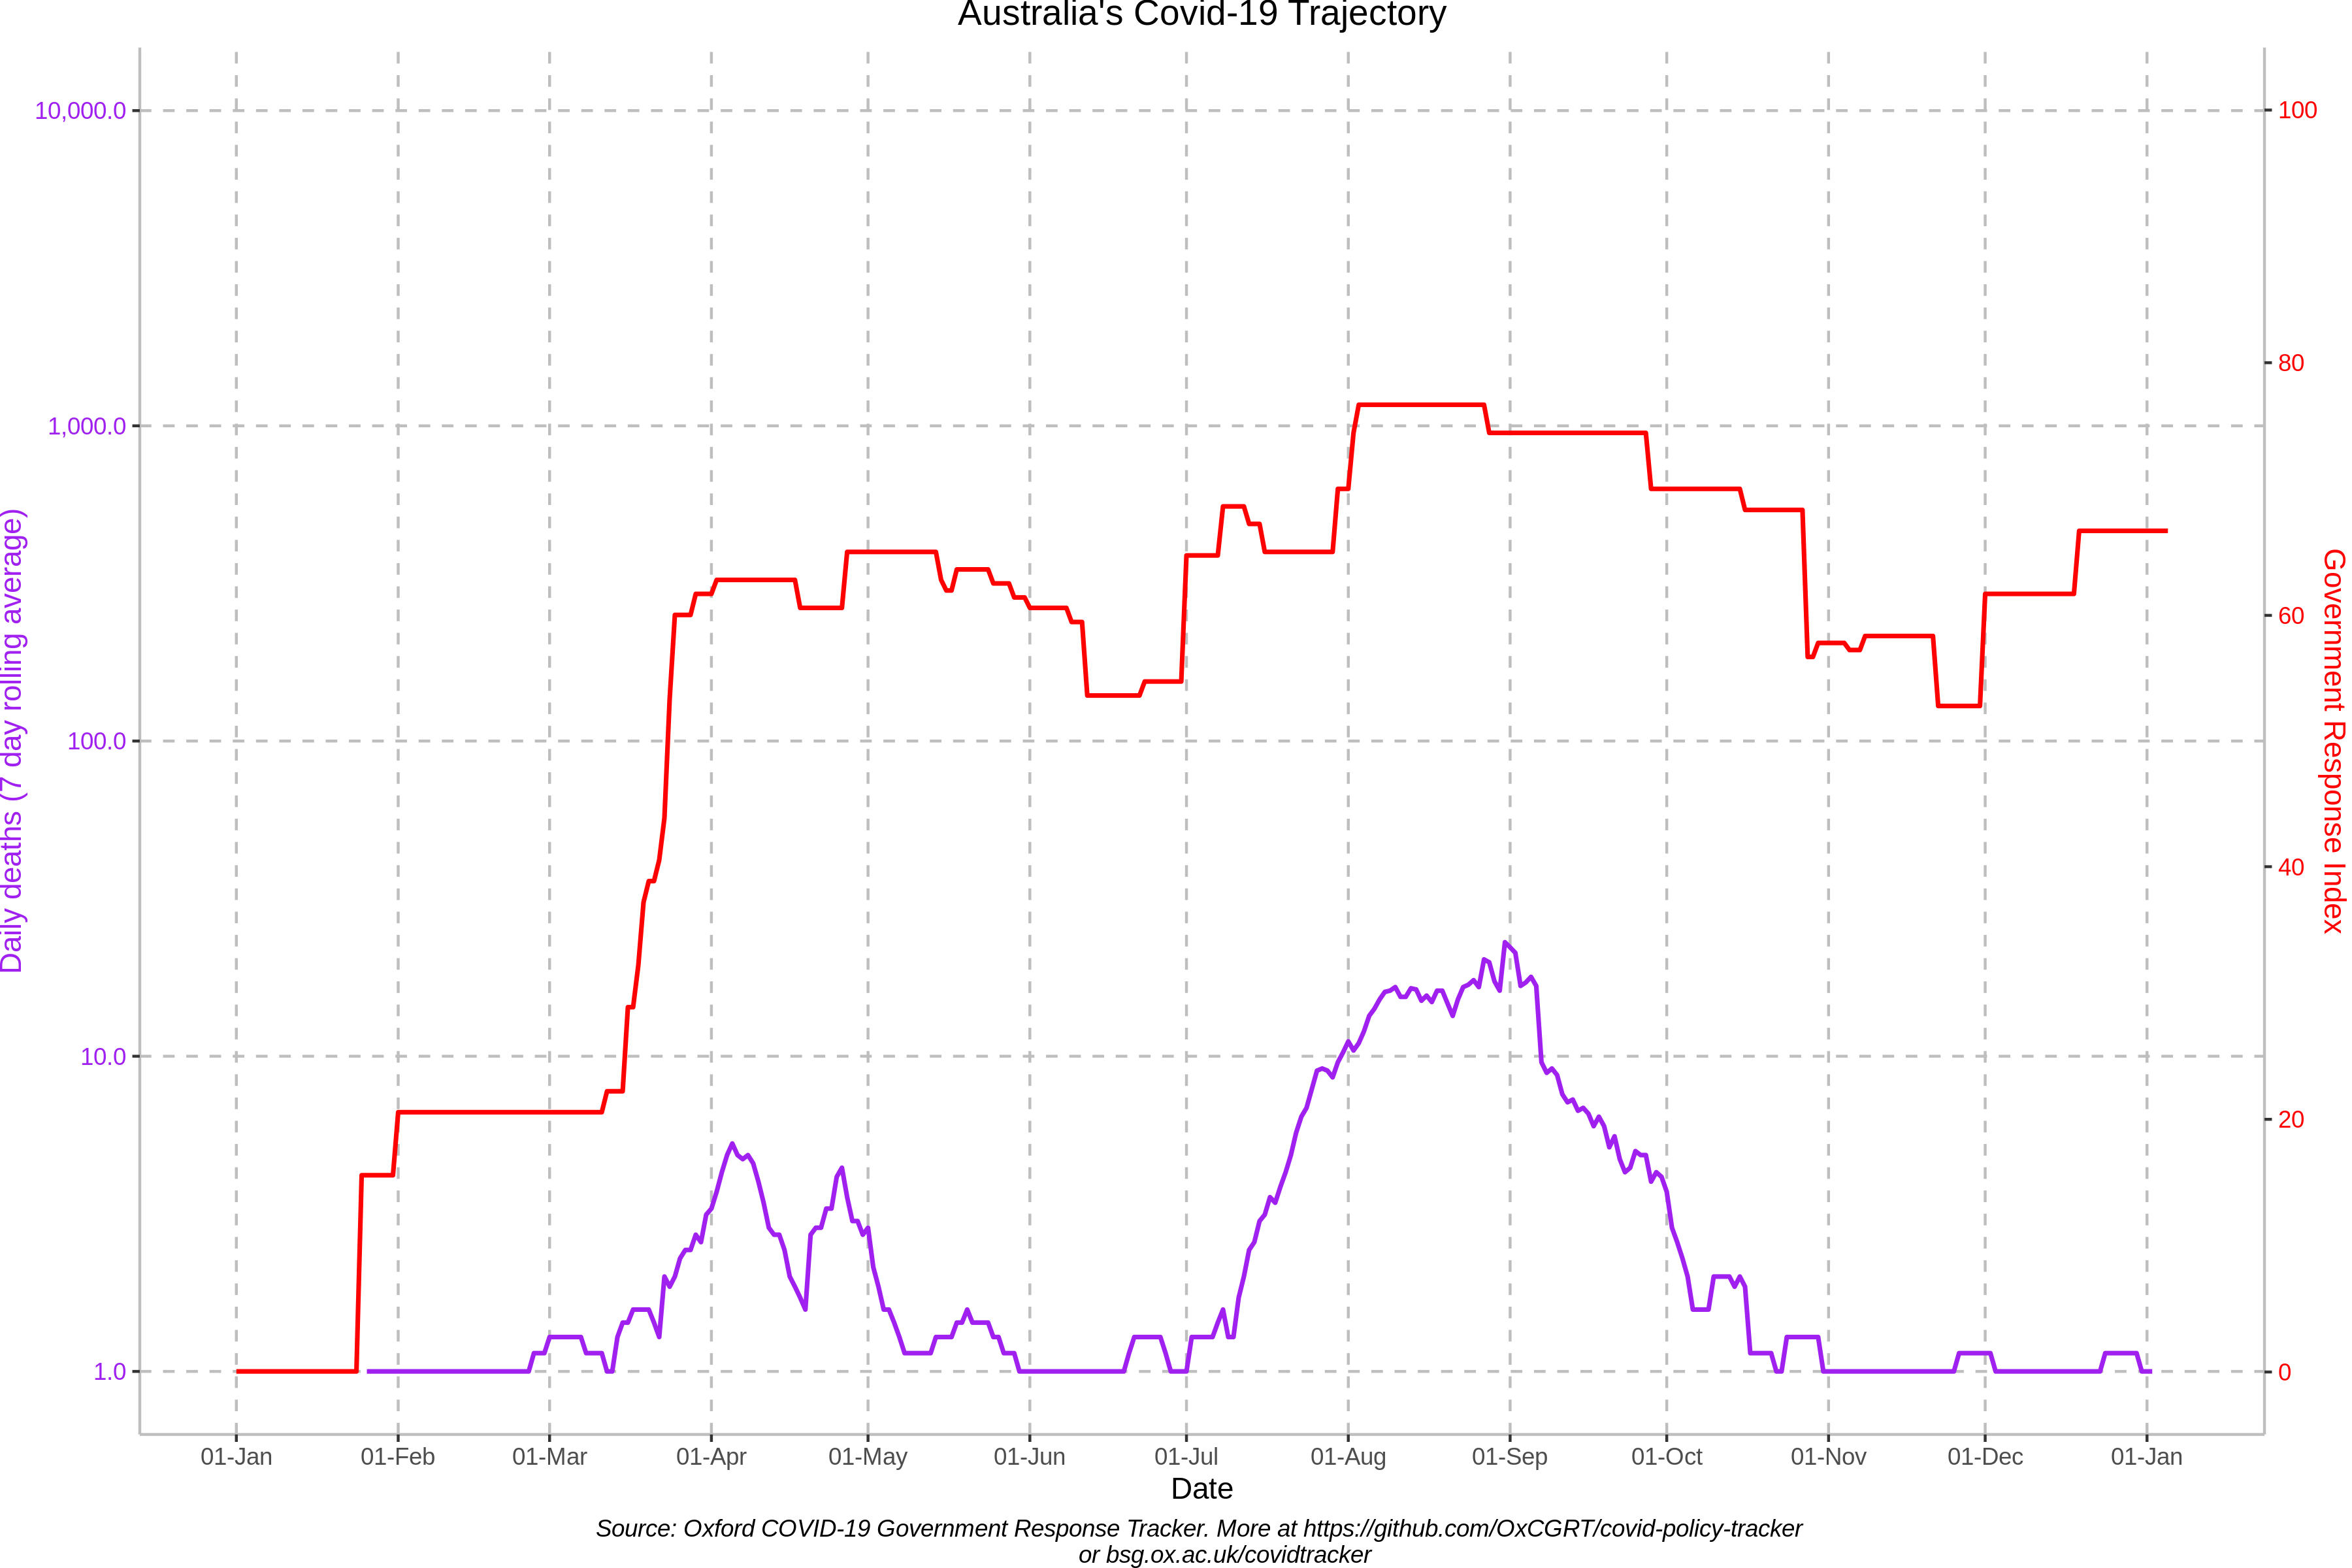 Australia's Covid-19 Trajectory
10,000.0
1,000.0
100.0
10.0
1.0
Daily deaths (7 day rolling average)
100
80
60
40
20
0
Government Response Index
01-Jan 01-Feb 01-Mar 01-Apr 01-May 01-Jun 01-Jul 01-Aug 01-Sep 01-Oct 01-Nov 01-Dec 01-Jan
Date
Source: Oxford COVID-19 Government Response Tracker. More at https://github.com/OxCGRT/covid-policy-tracker
or bsg.ox.ac.uk/covidtracker